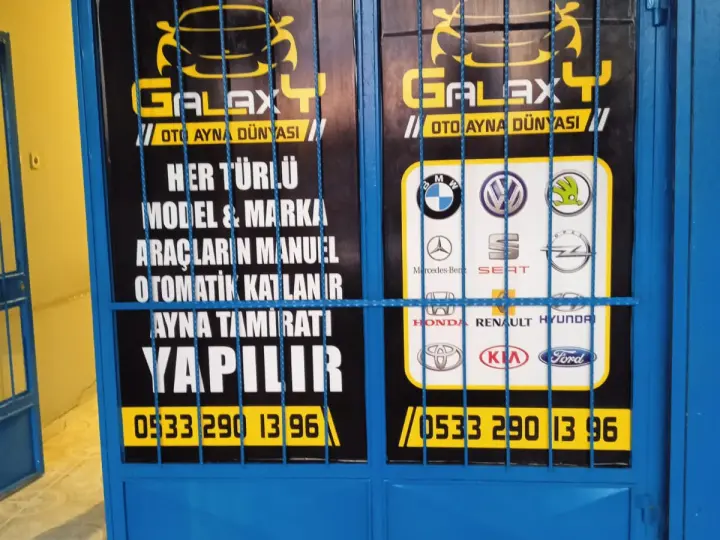 GALAXY
OTO AYNA DÜNYASI
HER TÜRLÜ
MODEL & MARKA
ARAÇLARIN MANUEL
OTOMATİK KATLANIR
AYNA TAMİRATI
YAPILIR
0533 290 13 96
GALAXY
OTO AYNA DÜNYASI
BMW
Mercedes-Benz
SEAT
OPEL
HONDA
RENAULT
HYUNDAI
KIA
Ford
0533 290 13 96